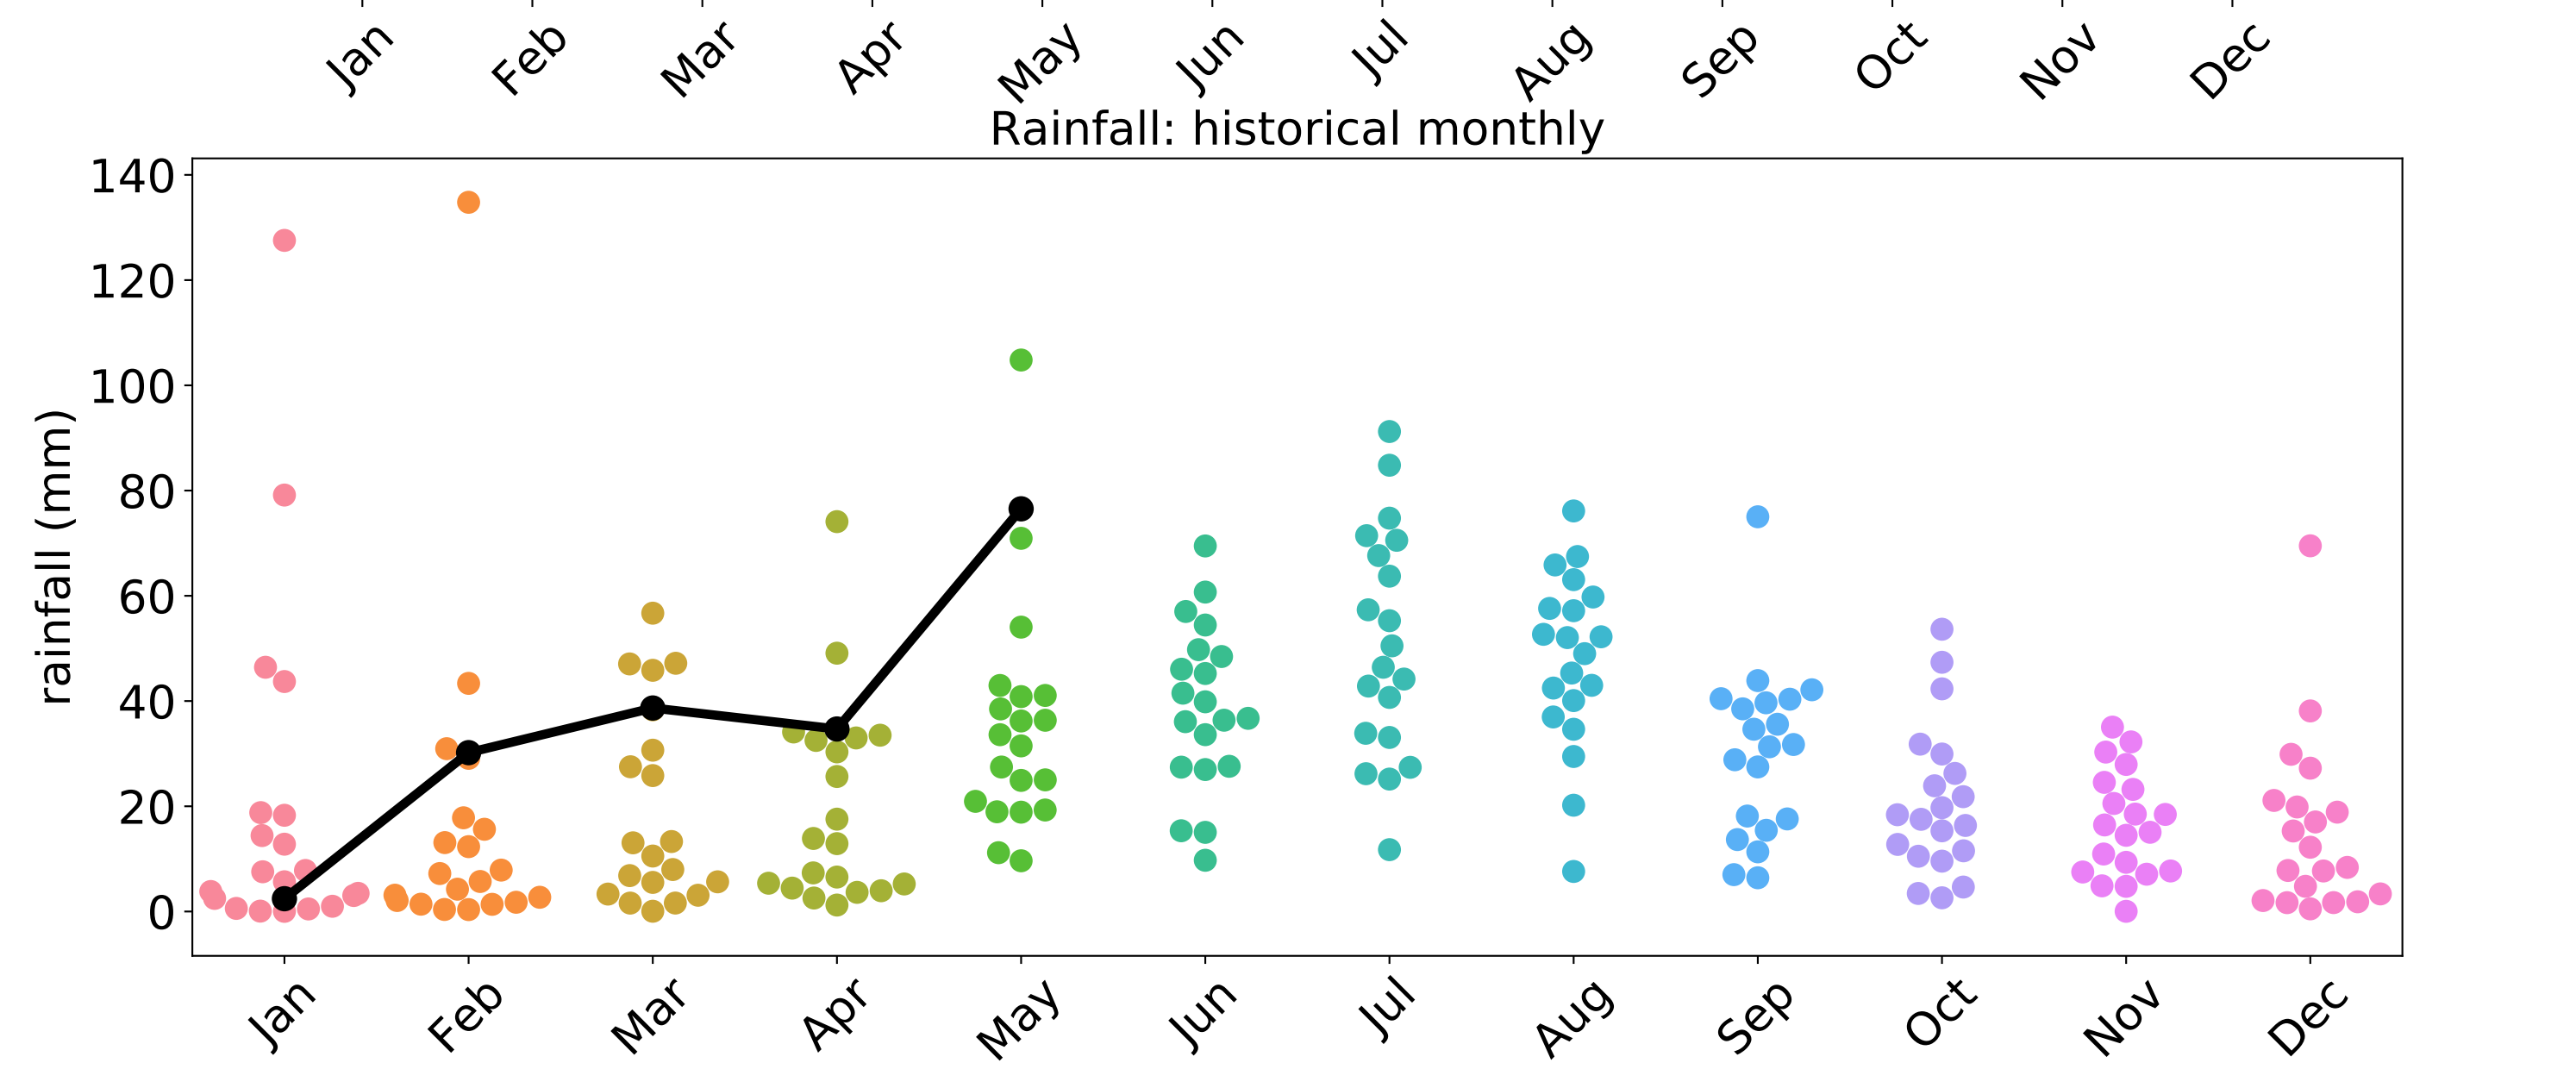 Jan Feb Mar Apr May Jun Jul Aug Sep Oct Nov Dec
Rainfall: historical monthly
140
120
100
80
60
40
20
0
rainfall (mm)
Jan Feb Mar Apr May Jun Jul Aug Sep Oct Nov Dec